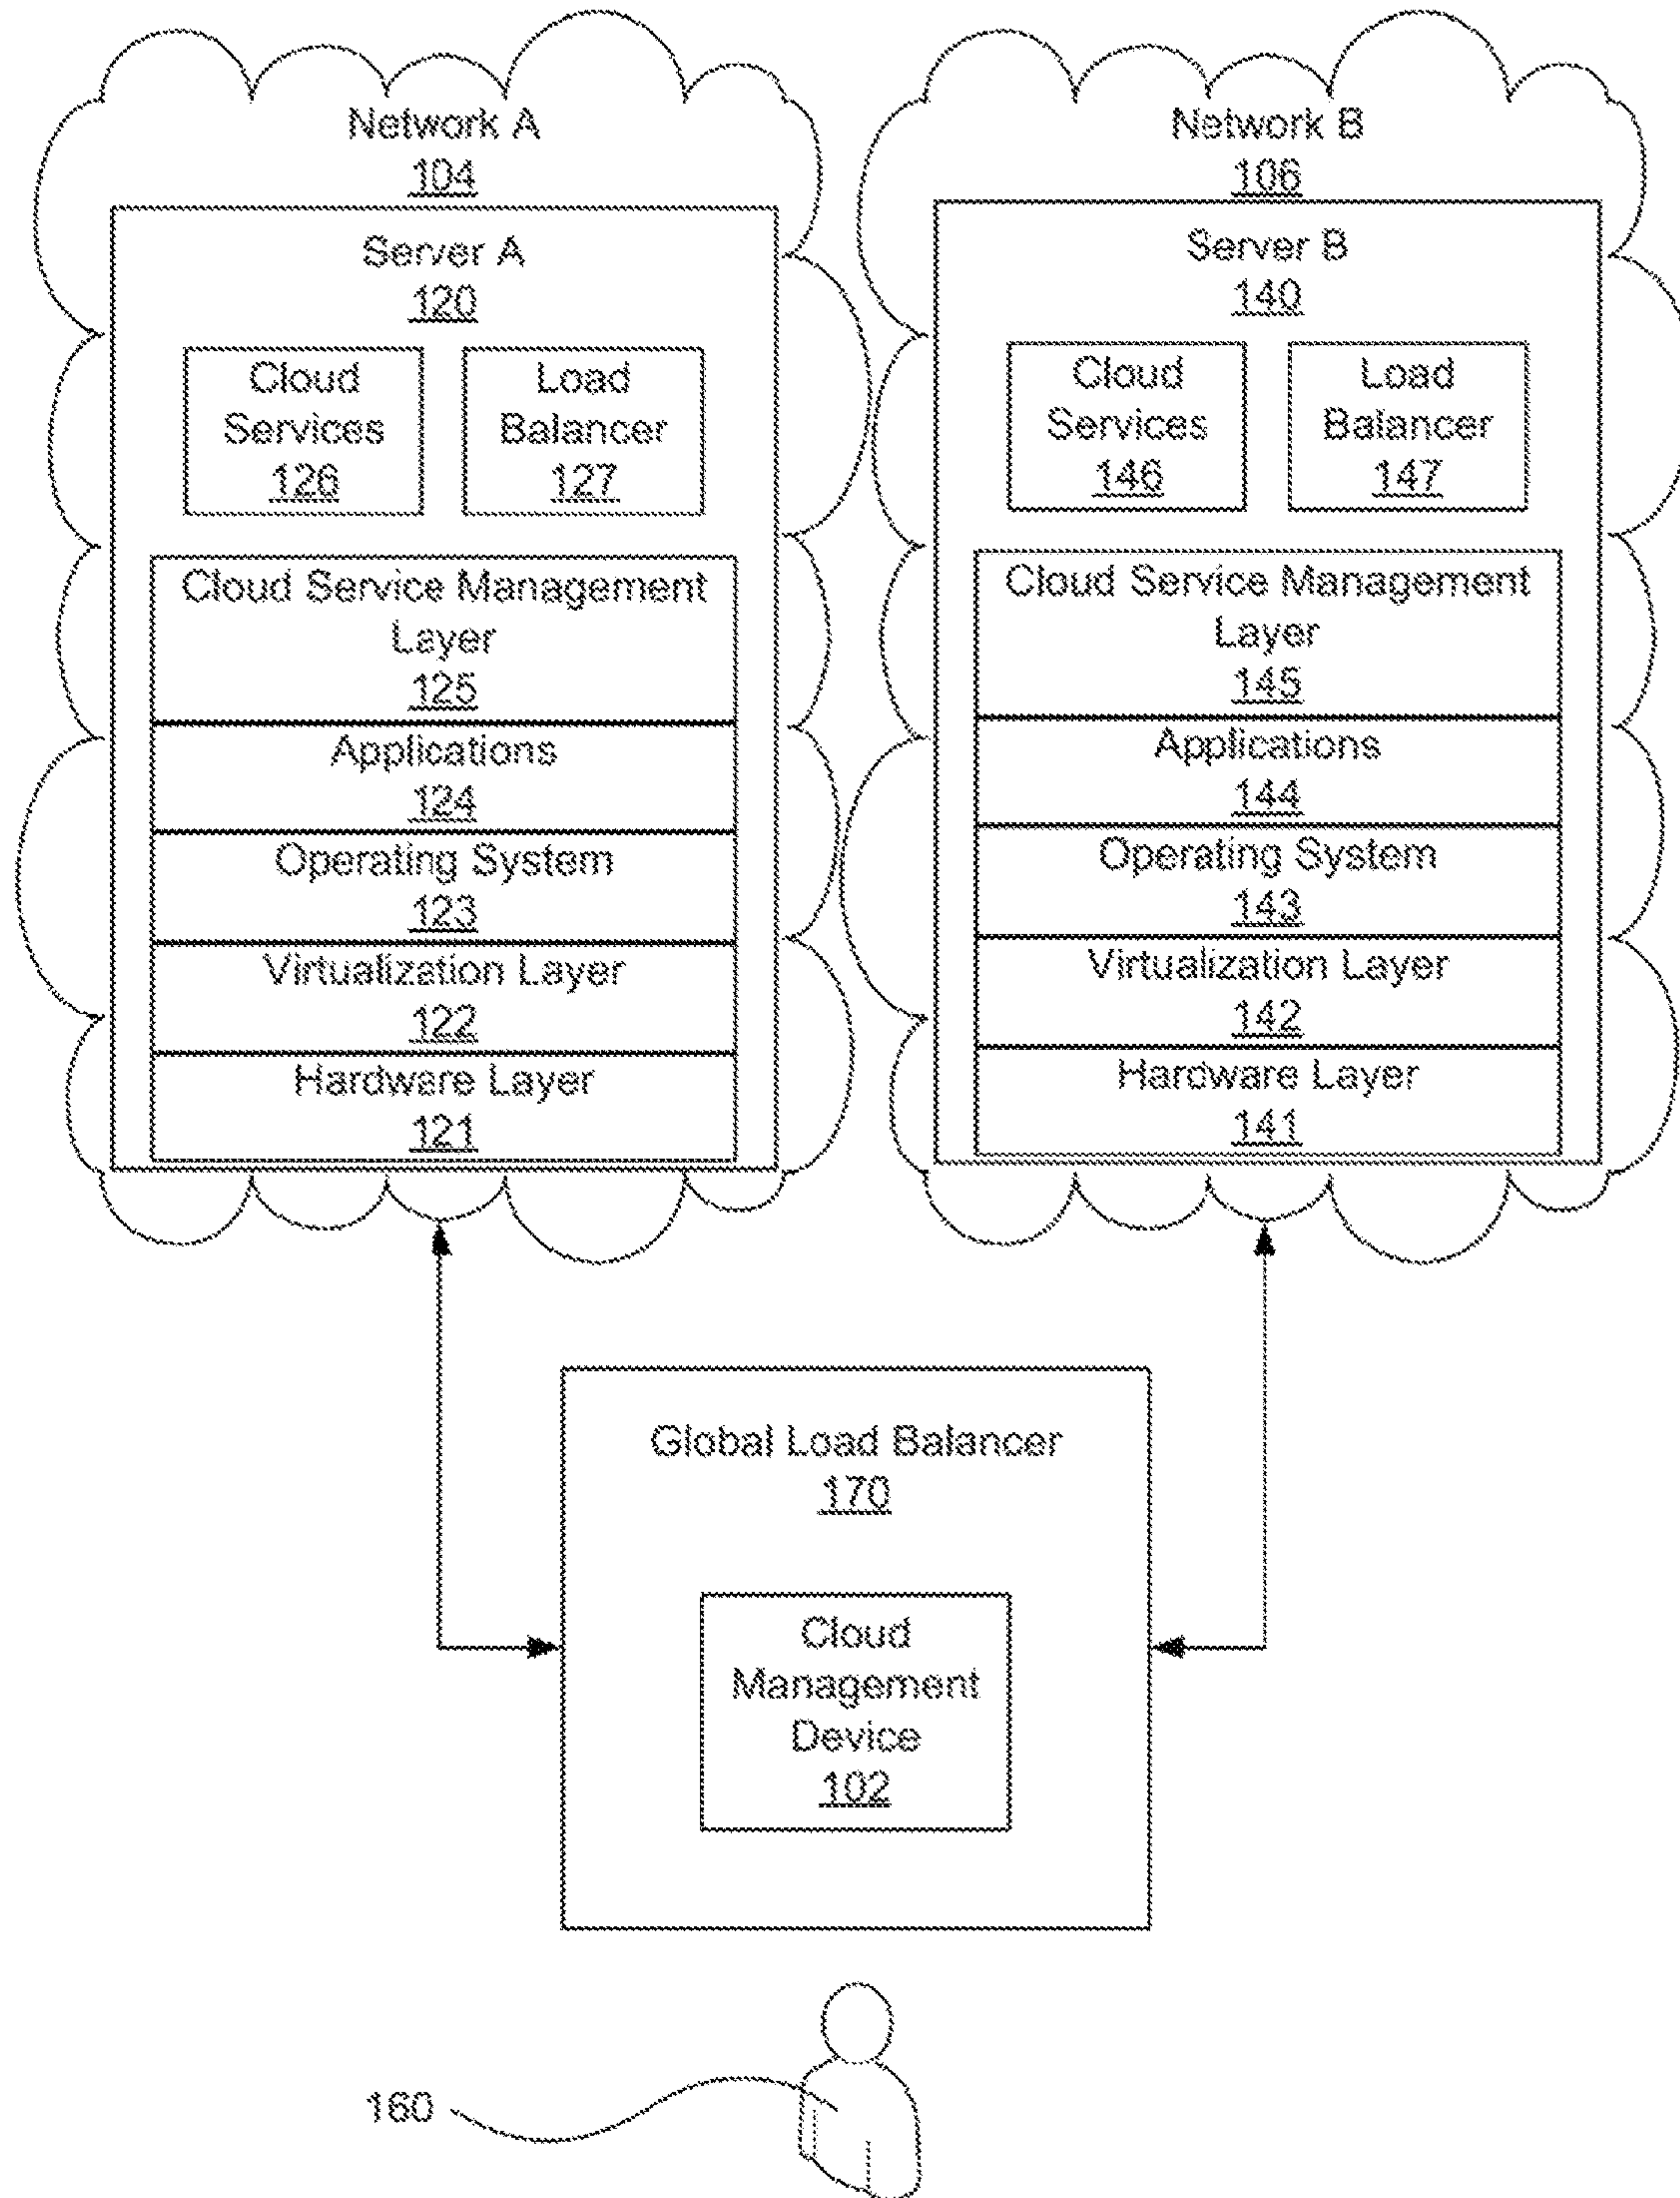 Network A
104
Server A
120
Cloud
Services
126
Load
Balancer
127
Cloud Service Management
Layer
125
Applications
124
Operating System
123
Virtualization Layer
122
Hardware Layer
121
Network B
106
Server B
140
Cloud
Services
146
Load
Balancer
147
Cloud Service Management
Layer
145
Applications
144
Operating System
143
Virtualization Layer
142
Hardware Layer
141
Global Load Balancer
170
Cloud
Management
Device
102
160